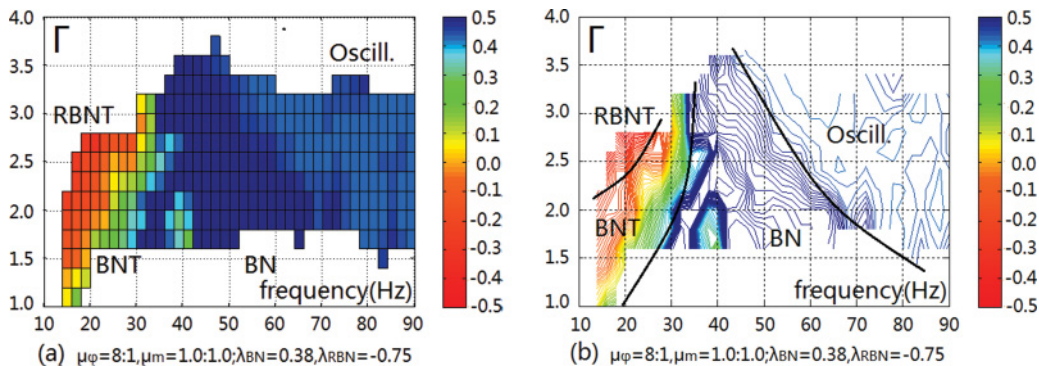 Γ
Oscill.
RBNT
BNT
BN
frequency(Hz)
4.0
3.5
3.0
2.5
2.0
1.5
1.0
10 20 30 40 50 60 70 80 90
0.5
0.4
0.3
0.2
0.1
0.0
-0.1
-0.2
-0.3
-0.4
-0.5
(a) μφ=8:1,μm=1.0:1.0;λBN=0.38,λRBN=-0.75
Γ
RBNT
Oscill.
BNT
BN
frequency(Hz)
4.0
3.5
3.0
2.5
2.0
1.5
1.0
10 20 30 40 50 60 70 80 90
0.5
0.4
0.3
0.2
0.1
0.0
-0.1
-0.2
-0.3
-0.4
-0.5
(b) μφ=8:1,μm=1.0:1.0;λBN=0.38,λRBN=-0.75